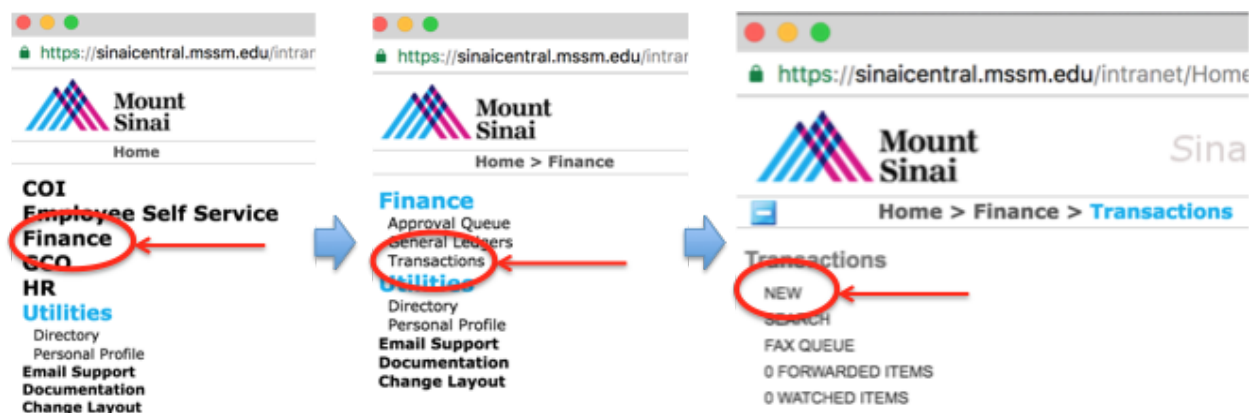 https://sinaicentral.mssm.edu/intrar
Mount
Sinai
Home
COI
Employee Self Service
Finance
GCO
HR
Utilities
Directory
Personal Profile
Email Support
Documentation
Change Layout
https://sinaicentral.mssm.edu/intrar
Mount
Sinai
Home > Finance
Finance
Approval Queue
General Ledgers
Transactions
Utilities
Directory
Personal Profile
Email Support
Documentation
Change Layout
https://sinaicentral.mssm.edu/intranet/Home
Mount
Sinai
Sina
Home > Finance > Transactions
Transactions
NEW
SEARCH
FAX QUEUE
0 FORWARDED ITEMS
0 WATCHED ITEMS